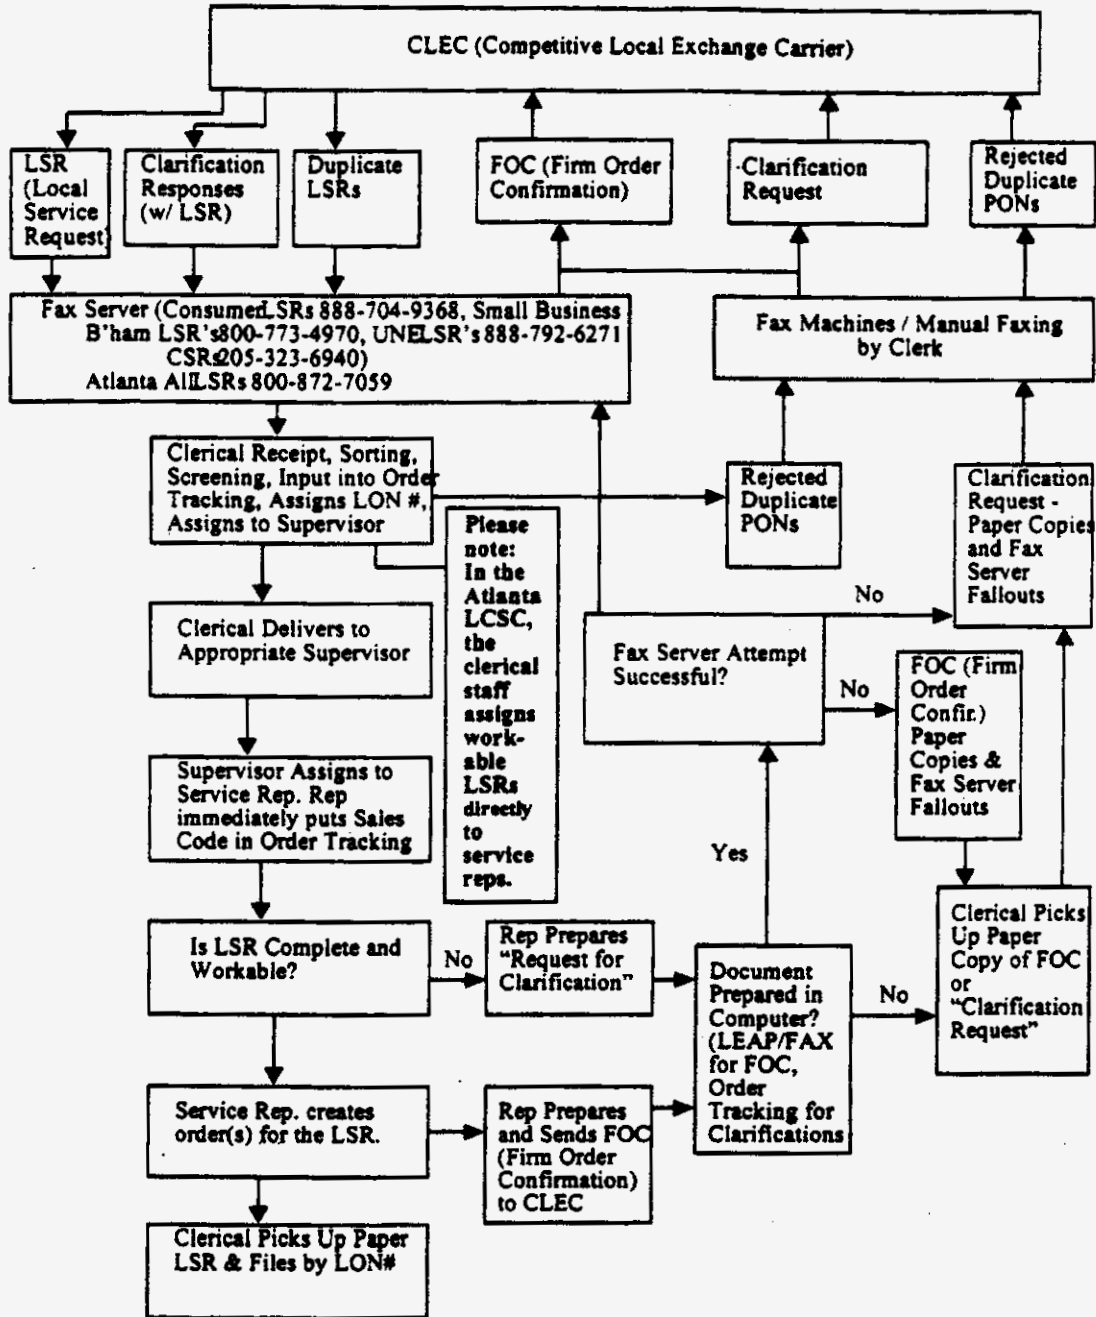 CLEC (Competitive Local Exchange Carrier)
LSR
(Local
Service
Request)
Clarification
Responses
(w/ LSR)
Duplicate
LSRs
FOC (Firm Order
Confirmation)
Clarification
Request
Rejected
Duplicate
PONs
Fax Server (ConsumerLSRs 888-704-9368, Small Business
B'ham LSR's800-773-4970, UNELSR's 888-792-6271
CSRs205-323-6940)
Atlanta AllLSRs 800-872-7059
Fax Machines / Manual Faxing
by Clerk
Clerical Receipt, Sorting,
Screening, Input into Order
Tracking, Assigns LON #,
Assigns to Supervisor
Rejected
Duplicate
PONs
Clarification
Request -
Paper Copies
and Fax
Server
Fallouts
Please
note:
In the
Atlanta
LCSC,
the
clerical
staff
assigns
work-
able
LSRs
directly
to
service
reps.
Clerical Delivers to
Appropriate Supervisor
Fax Server Attempt
Successful?
No
No
FOC (Firm
Order
Confir.)
Paper
Copies &
Fax Server
Fallouts
Supervisor Assigns to
Service Rep. Rep
immediately puts Sales
Code in Order Tracking
Yes
Is LSR Complete and
Workable?
No
Rep Prepares
“Request for
Clarification”
Document
Prepared in
Computer?
(LEAP/FAX
for FOC,
Order
Tracking for
Clarifications
No
Clerical Picks
Up Paper
Copy of FOC
or
“Clarification
Request”
Service Rep. creates
order(s) for the LSR.
Rep Prepares
and Sends FOC
(Firm Order
Confirmation)
to CLEC
Clerical Picks Up Paper
LSR & Files by LON#